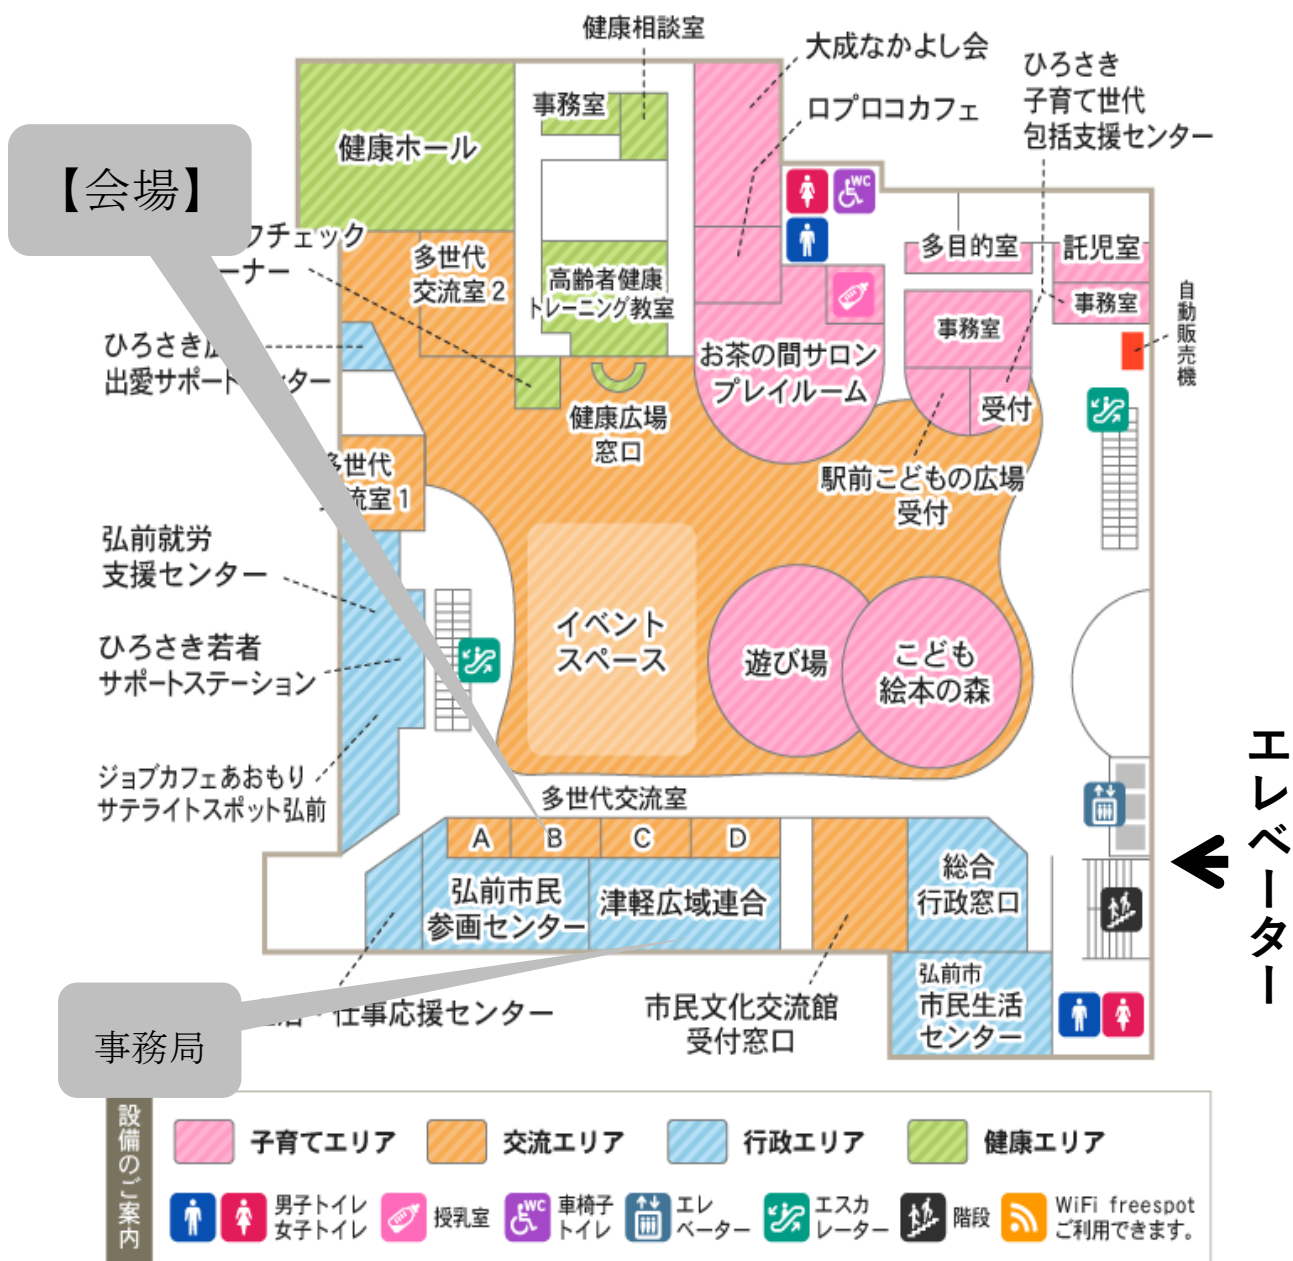 健康相談室
大成なかよし会
ひろさき
子育て世代
包括支援センター
ロプロコカフェ
事務室
健康ホール
【会場】
フチェック
ーナー
多世代
交流室2
高齢者健康
トレーニング教室
多目的室
託児室
事務室
事務室
自動販売機
お茶の間サロン
プレイルーム
受付
ひろさき広
出愛サポート
ター
健康広場
窓口
駅前こどもの広場
受付
多世代
流室1
弘前就労
支援センター
イベント
スペース
遊び場
こども
絵本の森
ひろさき若者
サポートステーション
ジョブカフェあおもり
サテライトスポット弘前
エレベーター
多世代交流室
A B C D
弘前市民
参画センター
津軽広域連合
総合
行政窓口
弘前市
市民生活
センター
仕事応援センター
市民文化交流館
受付窓口
事務局
設備のご案内
子育てエリア 交流エリア 行政エリア 健康エリア
男子トイレ
女子トイレ
授乳室
WC
車椅子
トイレ
エレ
ベーター
エスカ
レーター
階段
WiFi freespot
ご利用できます。
WC